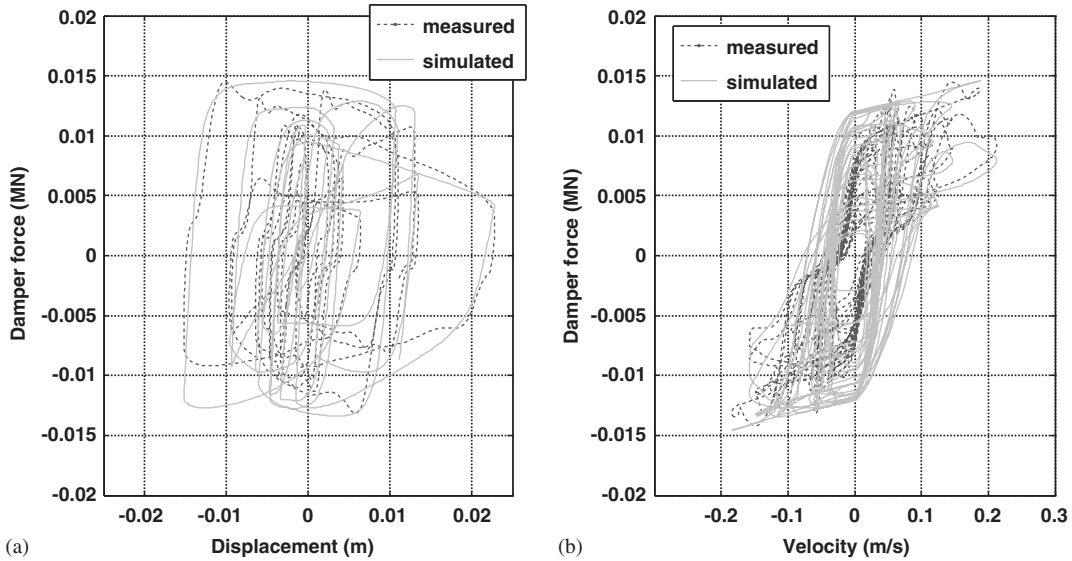 0.02
0.015
0.01
0.005
0
-0.005
-0.01
-0.015
-0.02
Damper force (MN)
measured
simulated
-0.02 -0.01 0 0.01 0.02
(a)
Displacement (m)
0.02
0.015
0.01
0.005
0
-0.005
-0.01
-0.015
-0.02
Damper force (MN)
measured
simulated
-0.2 -0.1 0 0.1 0.2 0.3
(b)
Velocity (m/s)